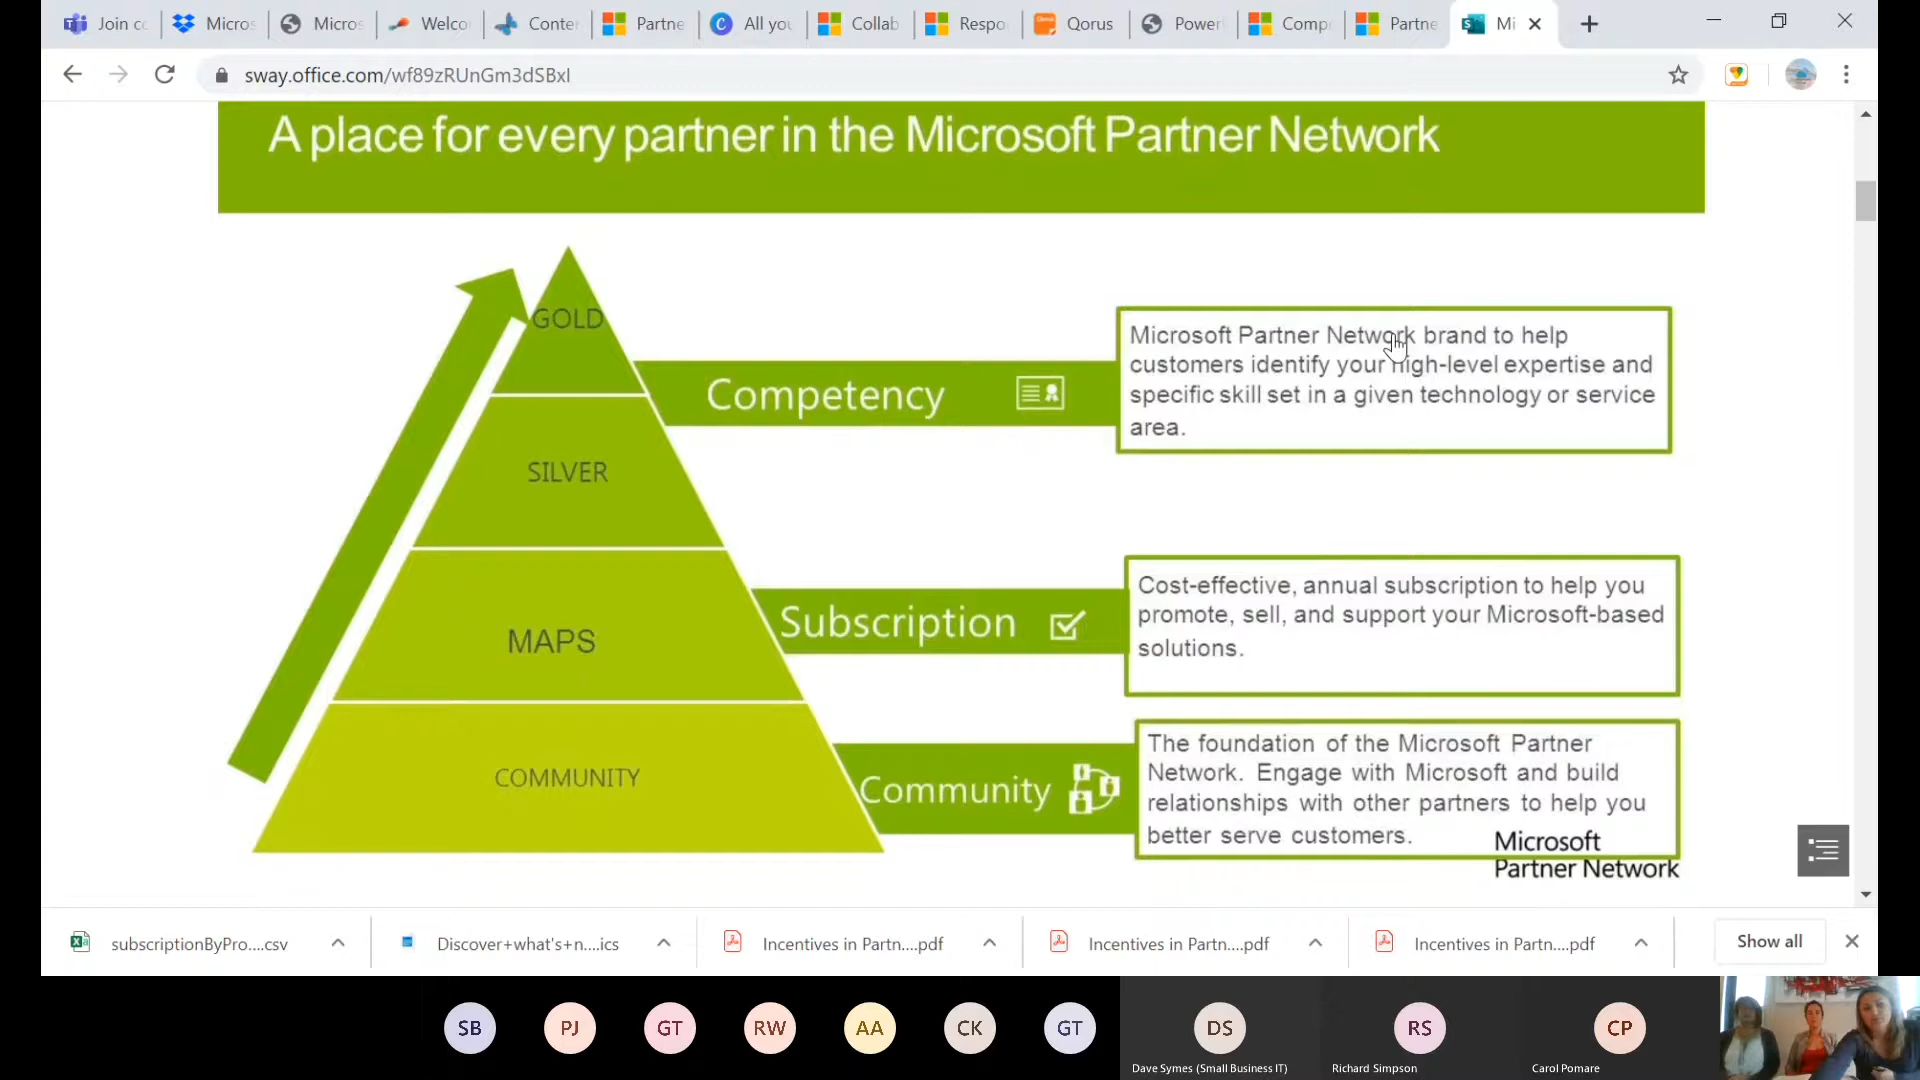 Join co
Micros
Micros
Welco
Conter
Partne
All you
Collab
Respo
Qorus
Power
Comp
Partne
Mi
sway.office.com/wf89zRUnGm3dSBxI
A place for every partner in the Microsoft Partner Network
GOLD
Competency
Microsoft Partner Network brand to help
customers identify your high-level expertise and
specific skill set in a given technology or service
area.
SILVER
MAPS
Subscription
Cost-effective, annual subscription to help you
promote, sell, and support your Microsoft-based
solutions.
COMMUNITY
Community
The foundation of the Microsoft Partner
Network. Engage with Microsoft and build
relationships with other partners to help you
better serve customers.
Microsoft
Partner Network
subscriptionByPro....csv
Discover+what's+n....ics
Incentives in Partn....pdf
Incentives in Partn....pdf
Incentives in Partn....pdf
Show all
SB
PJ
GT
RW
AA
CK
GT
DS
RS
CP
Dave Symes (Small Business IT)
Richard Simpson
Carol Pomare